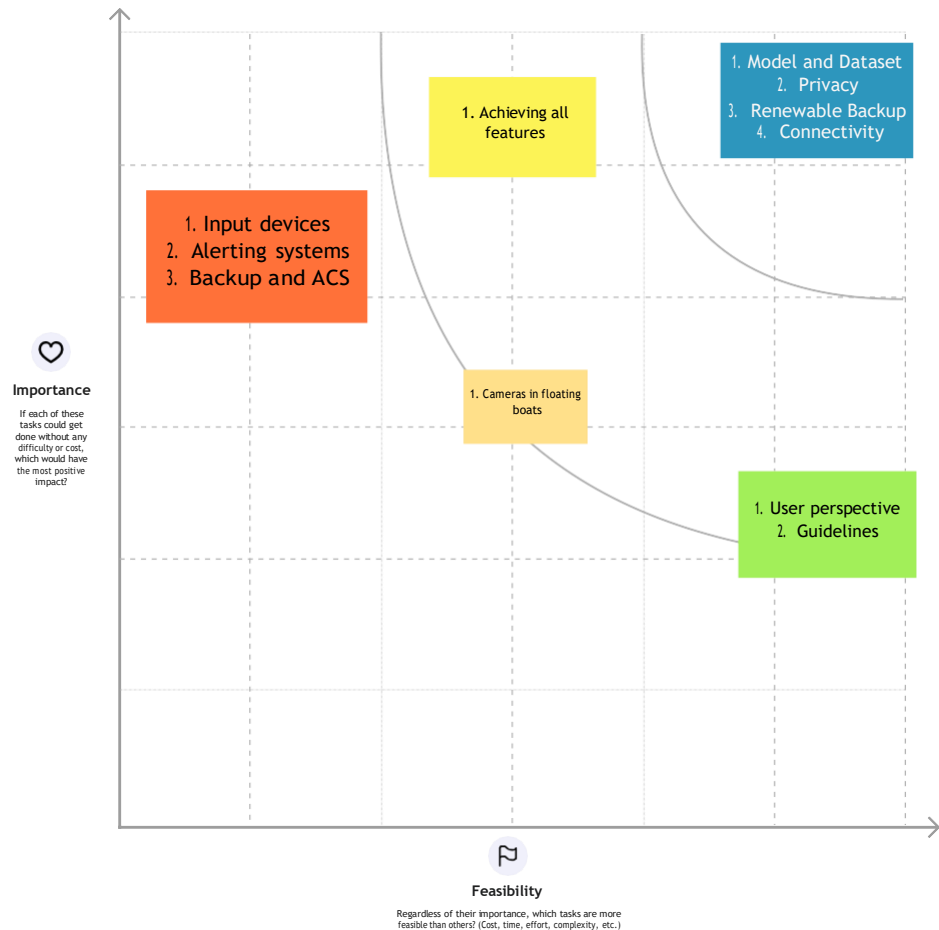 1. Model and Dataset
2. Privacy
3. Renewable Backup
4. Connectivity
1. Achieving all
features
1. Input devices
2. Alerting systems
3. Backup and ACS
1. Cameras in floating
boats
1. User perspective
2. Guidelines
Importance
If each of these
tasks could get
done without any
difficulty or cost,
which would have
the most positive
impact?
Feasibility
Regardless of their importance, which tasks are more
feasible than others? (Cost, time, effort, complexity, etc.)